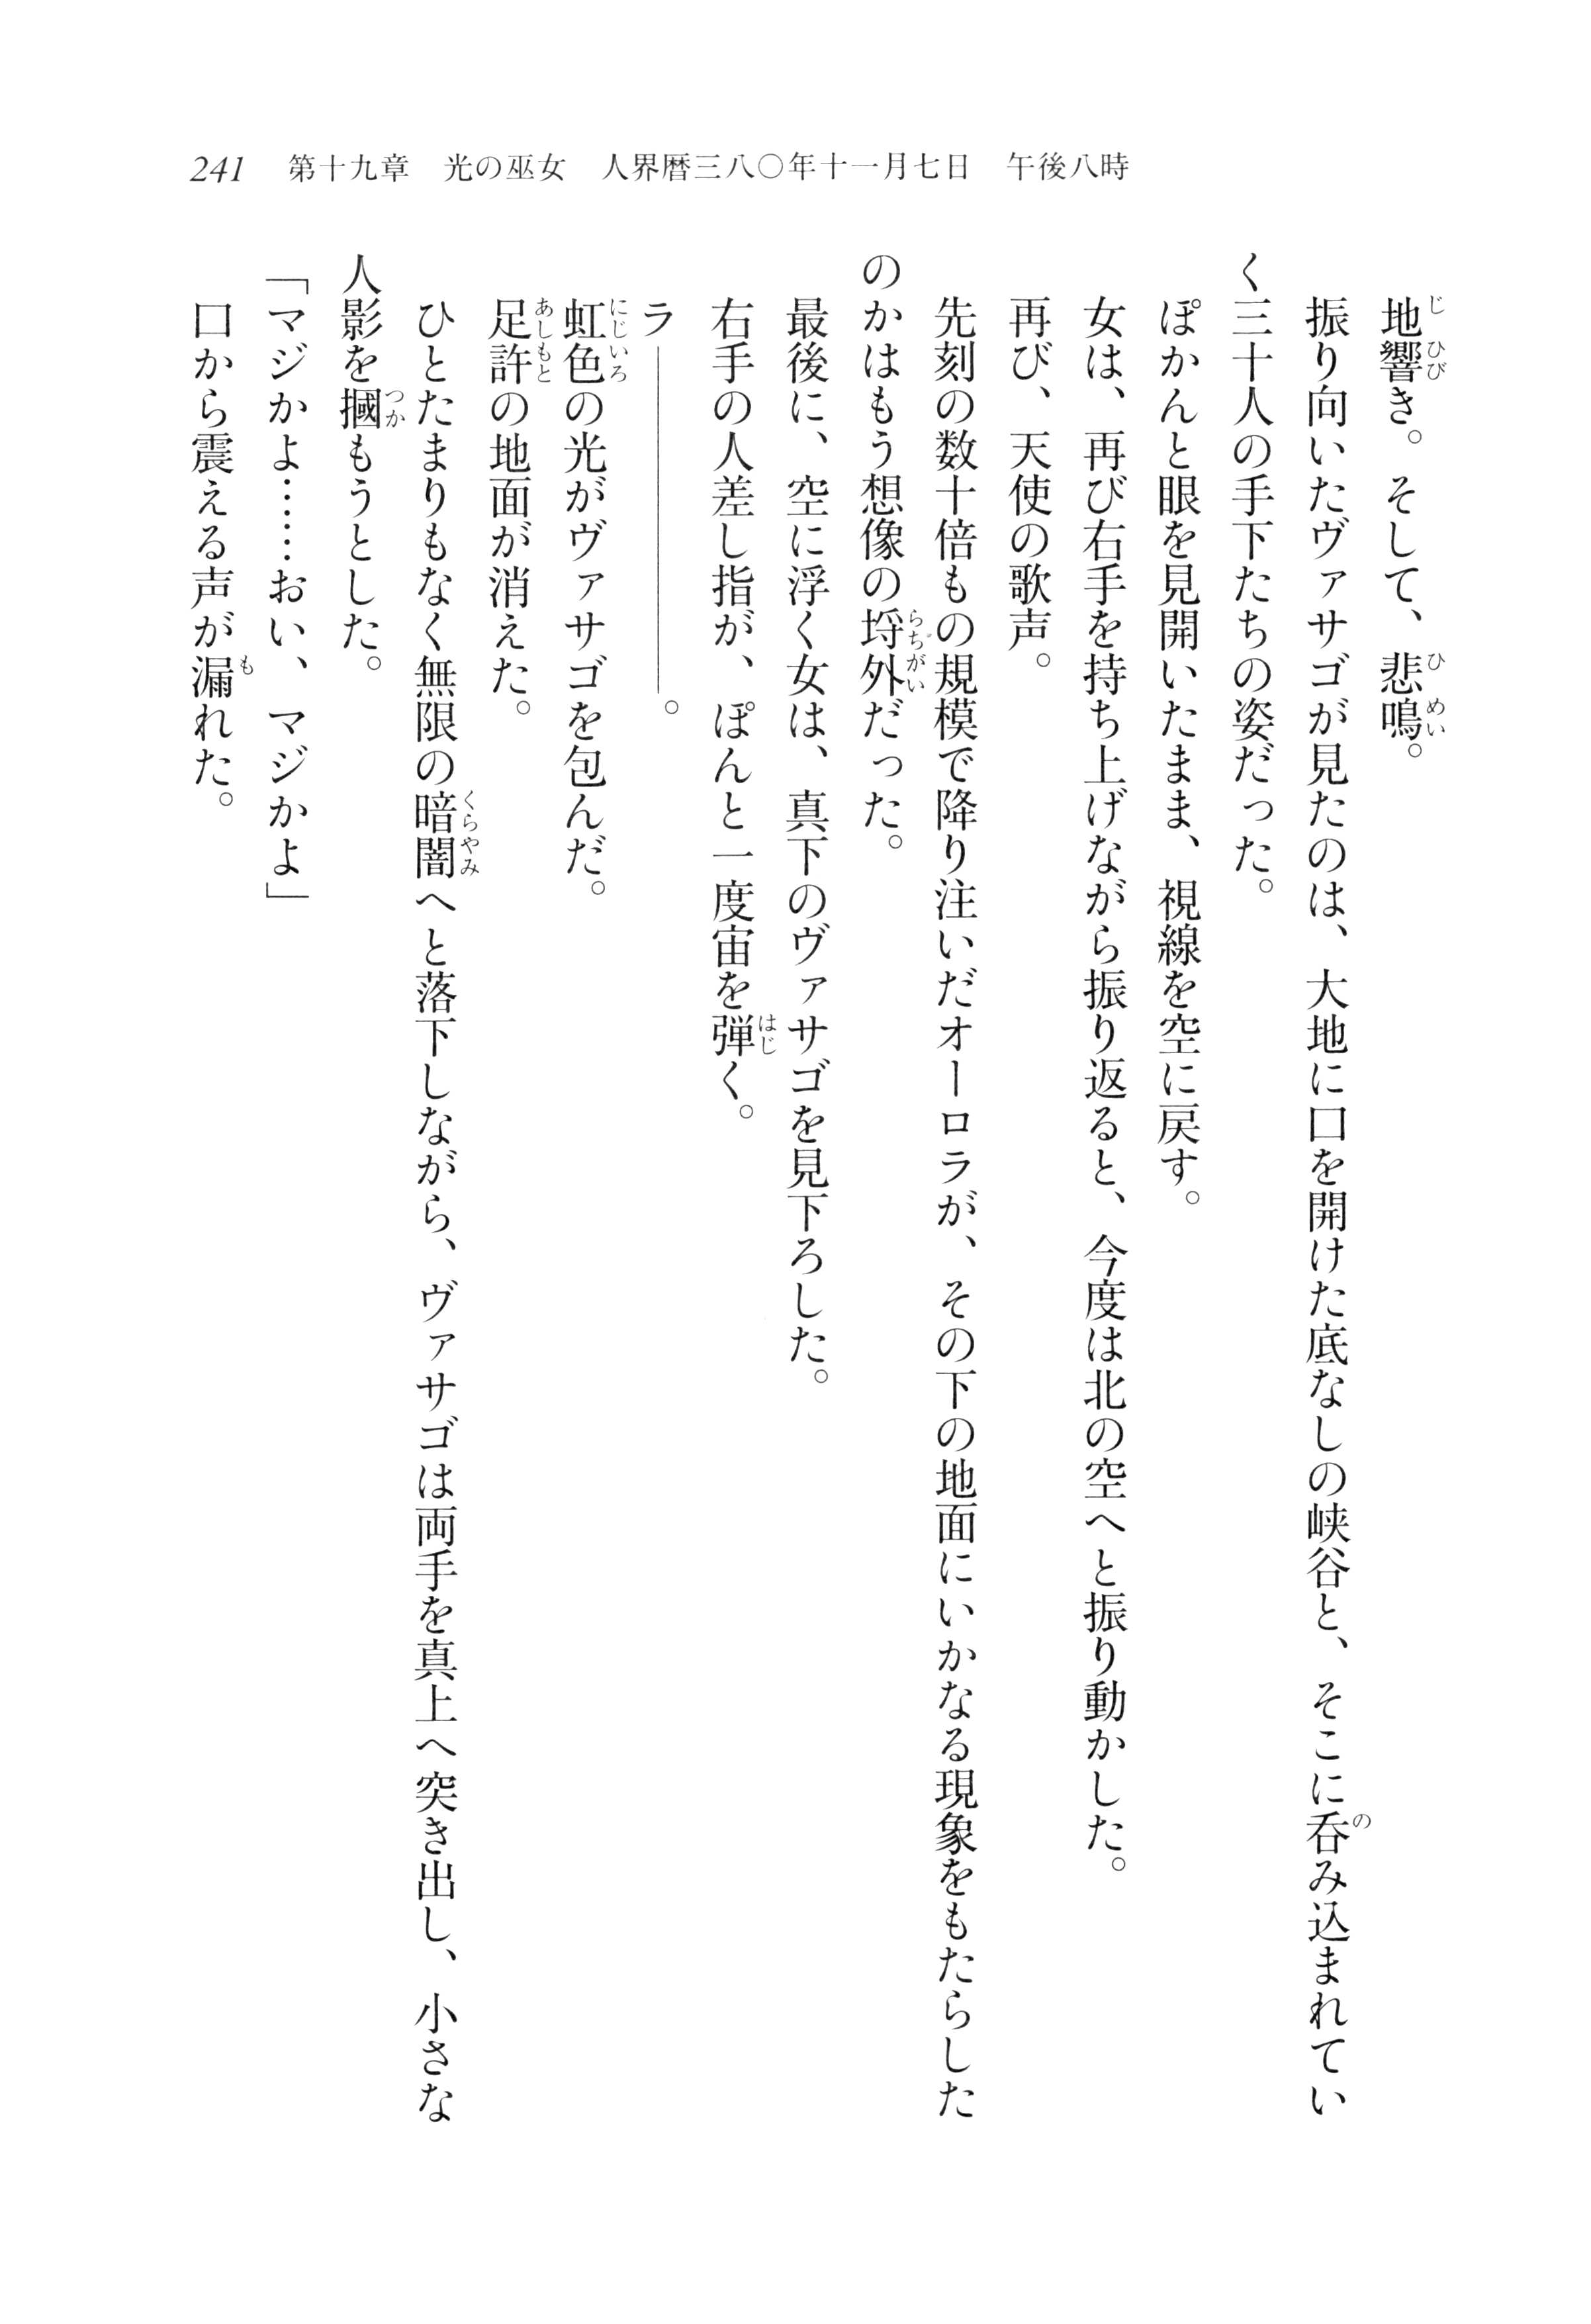 241 第十九章 光の巫女 人界暦三八〇年十一月七日 午後八時
地響き。そして、悲鳴。
振り向いたヴァサゴが見たのは、大地に口を開けた底なしの峡谷と、そこに呑み込まれてい
く三十人の手下たちの姿だった。
ぽかんと眼を見開いたまま、視線を空に戻す。
女は、再び右手を持ち上げながら振り返ると、今度は北の空へと振り動かした。
再び、天使の歌声。
先刻の数十倍もの規模で降り注いだオーロラが、その下の地面にいかなる現象をもたらした
のかはもう想像の埒外だった。
最後に、空に浮く女は、真下のヴァサゴを見下ろした。
右手の人差し指が、ぽんと一度宙を弾く。
ラ————————。
虹色の光がヴァサゴを包んだ。
足許の地面が消えた。
ひとたまりもなく無限の暗闇へと落下しながら、ヴァサゴは両手を真上へ突き出し、小さな
人影を摑もうとした。
「マジかよ……おい、マジかよ」
口から震える声が漏れた。